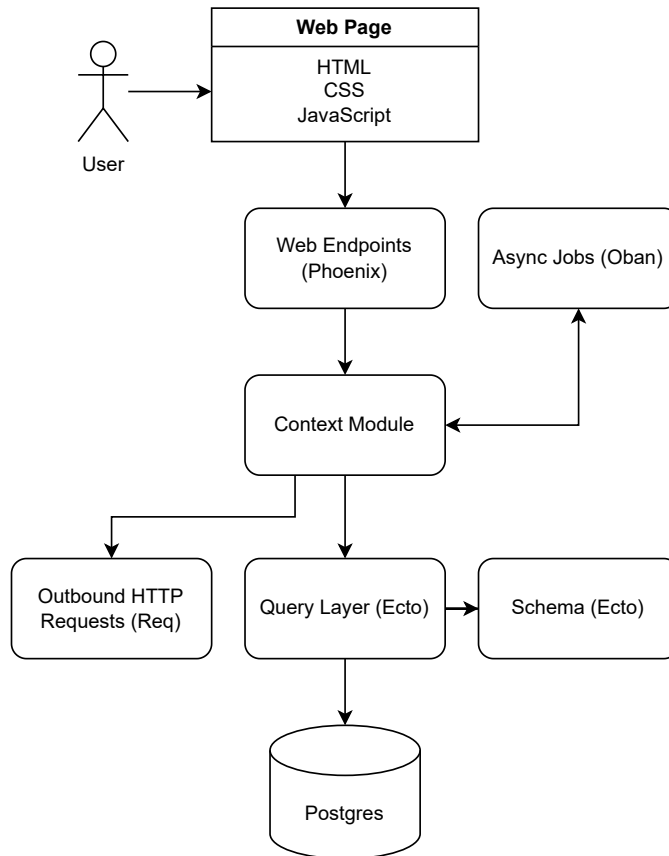 Web Page
HTML
CSS
JavaScript
User
Web Endpoints
(Phoenix)
Async Jobs (Oban)
Context Module
Outbound HTTP
Requests (Req)
Query Layer (Ecto)
Schema (Ecto)
Postgres